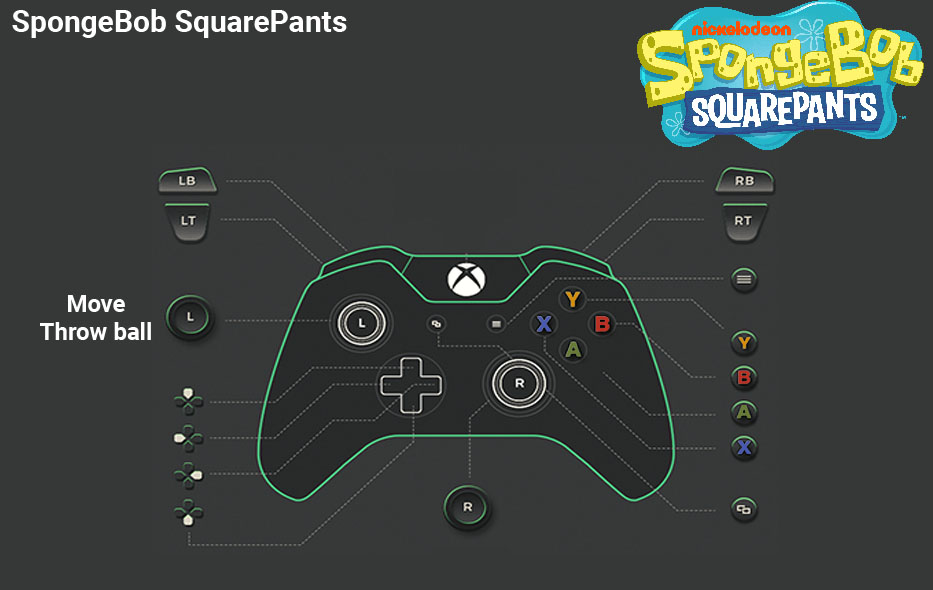 SpongeBob SquarePants
nickelodeon
SPONGEBOB
SQUAREPANTS
LB
RB
LT
RT
Move
Throw ball
L
L
Y
X
B
A
Y
R
B
A
X
R